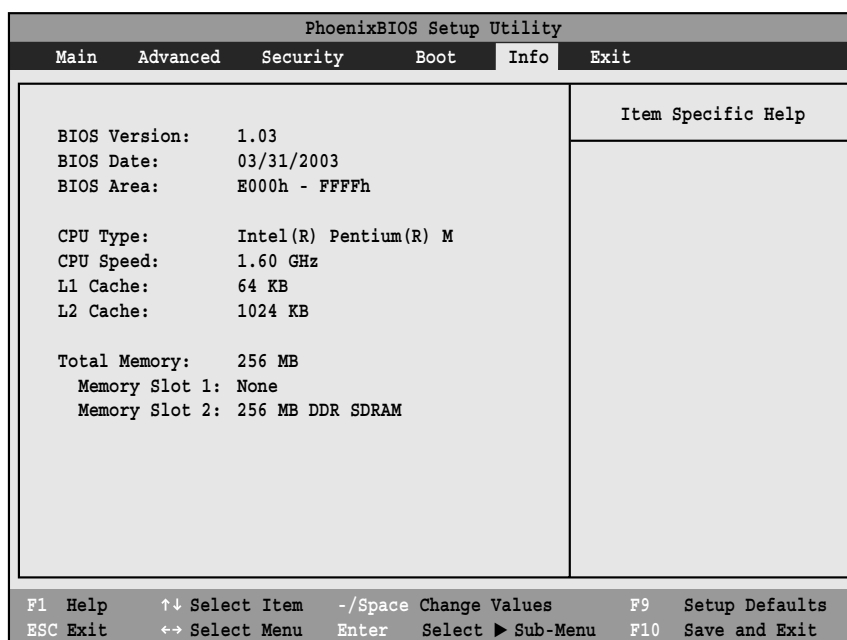 PhoenixBIOS Setup Utility
Main Advanced Security Boot Info Exit
Item Specific Help
BIOS Version: 1.03
BIOS Date: 03/31/2003
BIOS Area: E000h - FFFFh
CPU Type: Intel(R) Pentium(R) M
CPU Speed: 1.60 GHz
L1 Cache: 64 KB
L2 Cache: 1024 KB
Total Memory: 256 MB
Memory Slot 1: None
Memory Slot 2: 256 MB DDR SDRAM
F1 Help ↑↓ Select Item -/Space Change Values F9 Setup Defaults
ESC Exit ←→ Select Menu Enter Select ▶ Sub-Menu F10 Save and Exit